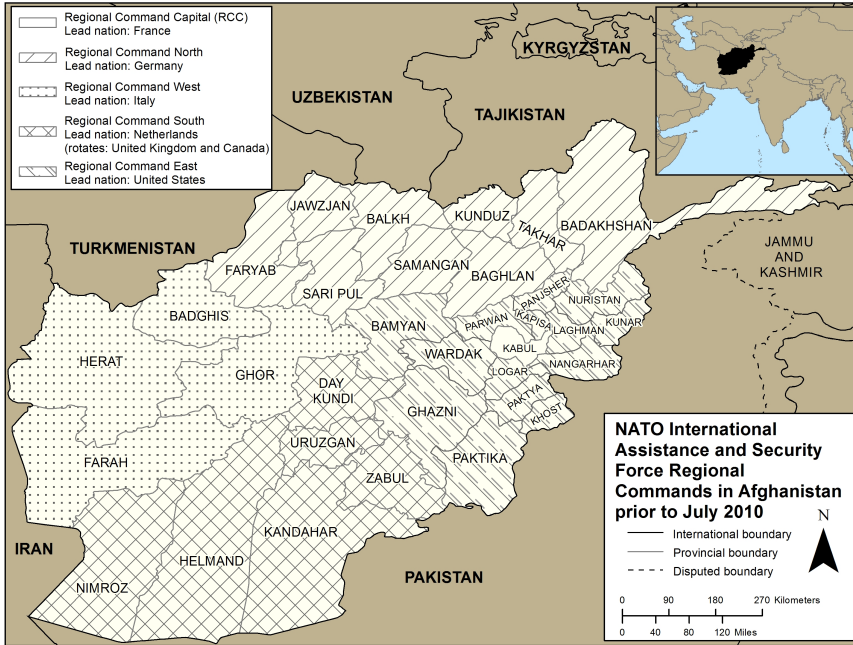 Regional Command Capital (RCC)
Lead nation: France
Regional Command North
Lead nation: Germany
Regional Command West
Lead nation: Italy
Regional Command South
Lead nation: Netherlands
(rotates: United Kingdom and Canada)
Regional Command East
Lead nation: United States
KYRGYZSTAN
UZBEKISTAN
TAJIKISTAN
TURKMENISTAN
JAMMU
AND
KASHMIR
IRAN
PAKISTAN
JAWZJAN
BALKH
KUNDUZ
TAKHAR
BADAKHSHAN
FARYAB
SARI PUL
SAMANGAN
BAGHLAN
PANJSHER
NURISTAN
BADGHIS
BAMYAN
PARWAN
KAPISA
LAGHMAN
KUNAR
HERAT
GHOR
WARDAK
KABUL
LOGAR
NANGARHAR
DAY
KUNDI
GHAZNI
PAKTYA
KHOST
URUZGAN
FARAH
ZABUL
PAKTIKA
KANDAHAR
HELMAND
NIMROZ
NATO International
Assistance and Security
Force Regional
Commands in Afghanistan
prior to July 2010
N
International boundary
Provincial boundary
Disputed boundary
0 90 180 270 Kilometers
0 40 80 120 Miles